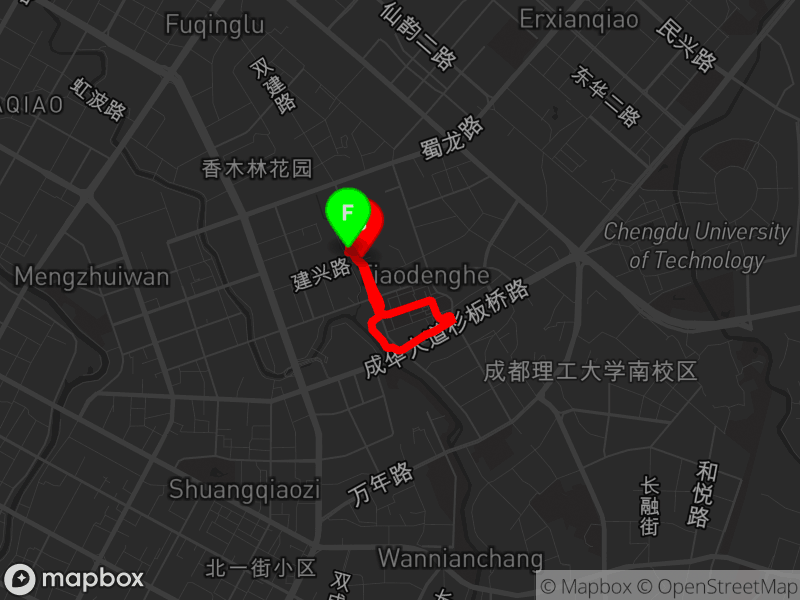 Fuqinglu
仙韵二路
Erxianqiao
民兴路
双建路
东华二路
虹波路
AQIAO
蜀龙路
香木林花园
F
Chengdu University
of Technology
建兴路
Jiaodenghe
Mengzhuiwan
成华大道杉板桥路
成都理工大学南校区
万年路
Shuangqiaozi
和悦路
长融街
Wannianchang
北一街小区
双
mapbox
© Mapbox © OpenStreetMap